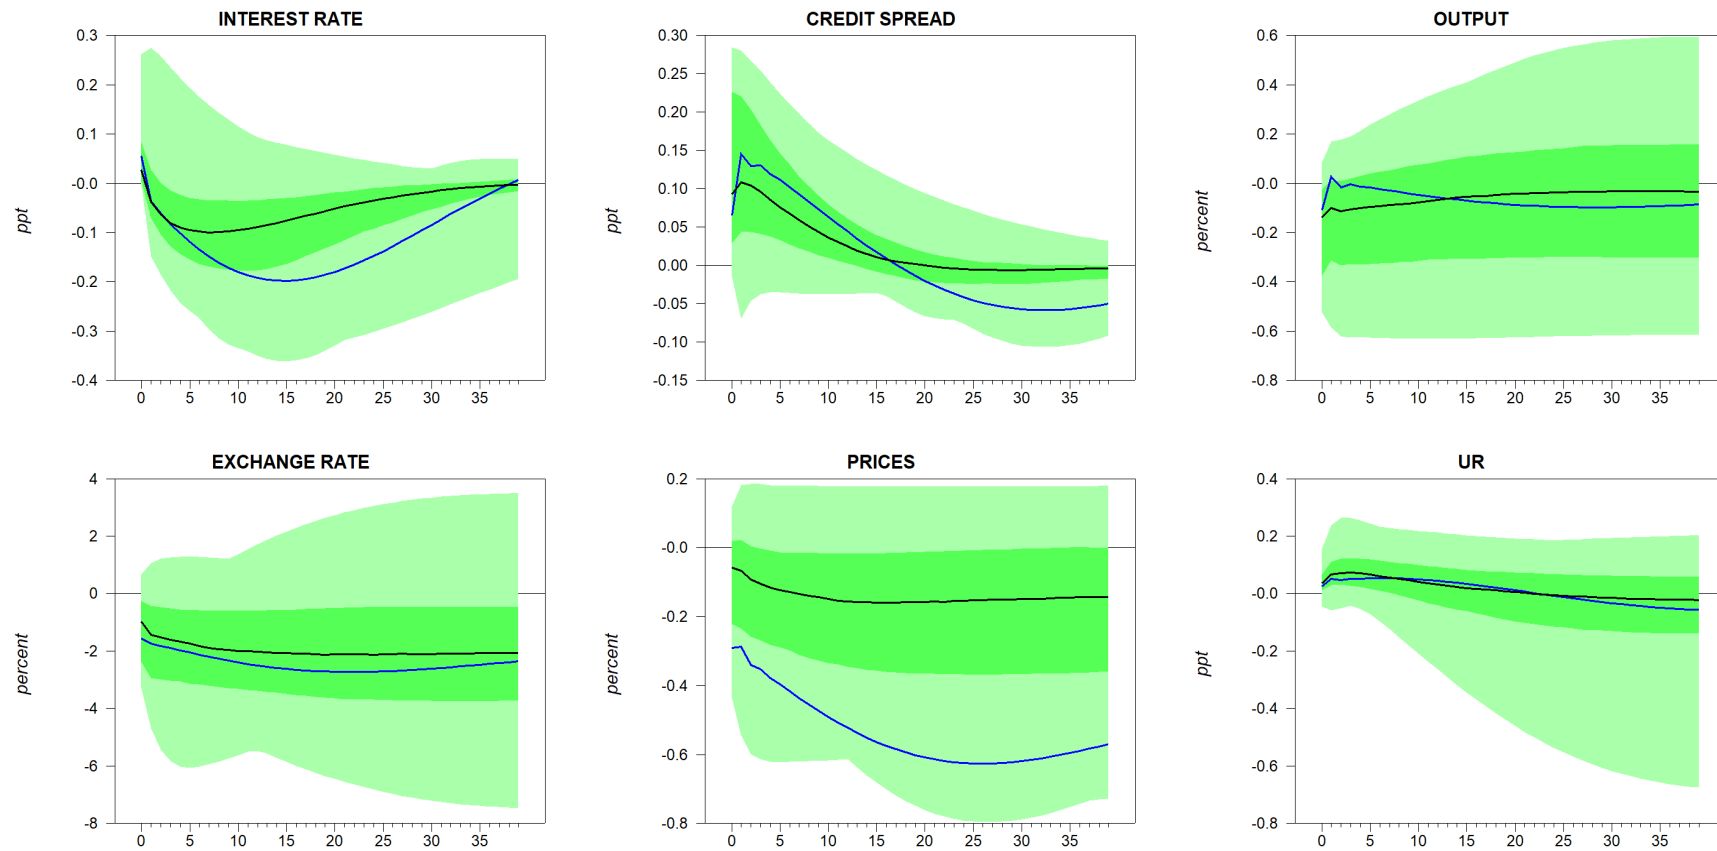 INTEREST RATE
CREDIT SPREAD
OUTPUT
0.3
0.2
0.1
-0.0
-0.1
-0.2
-0.3
-0.4
ppt
0 5 10 15 20 25 30 35
0.30
0.25
0.20
0.15
0.10
0.05
0.00
-0.05
-0.10
-0.15
ppt
0 5 10 15 20 25 30 35
0.6
0.4
0.2
-0.0
-0.2
-0.4
-0.6
-0.8
percent
0 5 10 15 20 25 30 35
EXCHANGE RATE
PRICES
UR
4
2
0
-2
-4
-6
-8
percent
0 5 10 15 20 25 30 35
0.2
-0.0
-0.2
-0.4
-0.6
-0.8
percent
0 5 10 15 20 25 30 35
0.4
0.2
-0.0
-0.2
-0.4
-0.6
-0.8
ppt
0 5 10 15 20 25 30 35